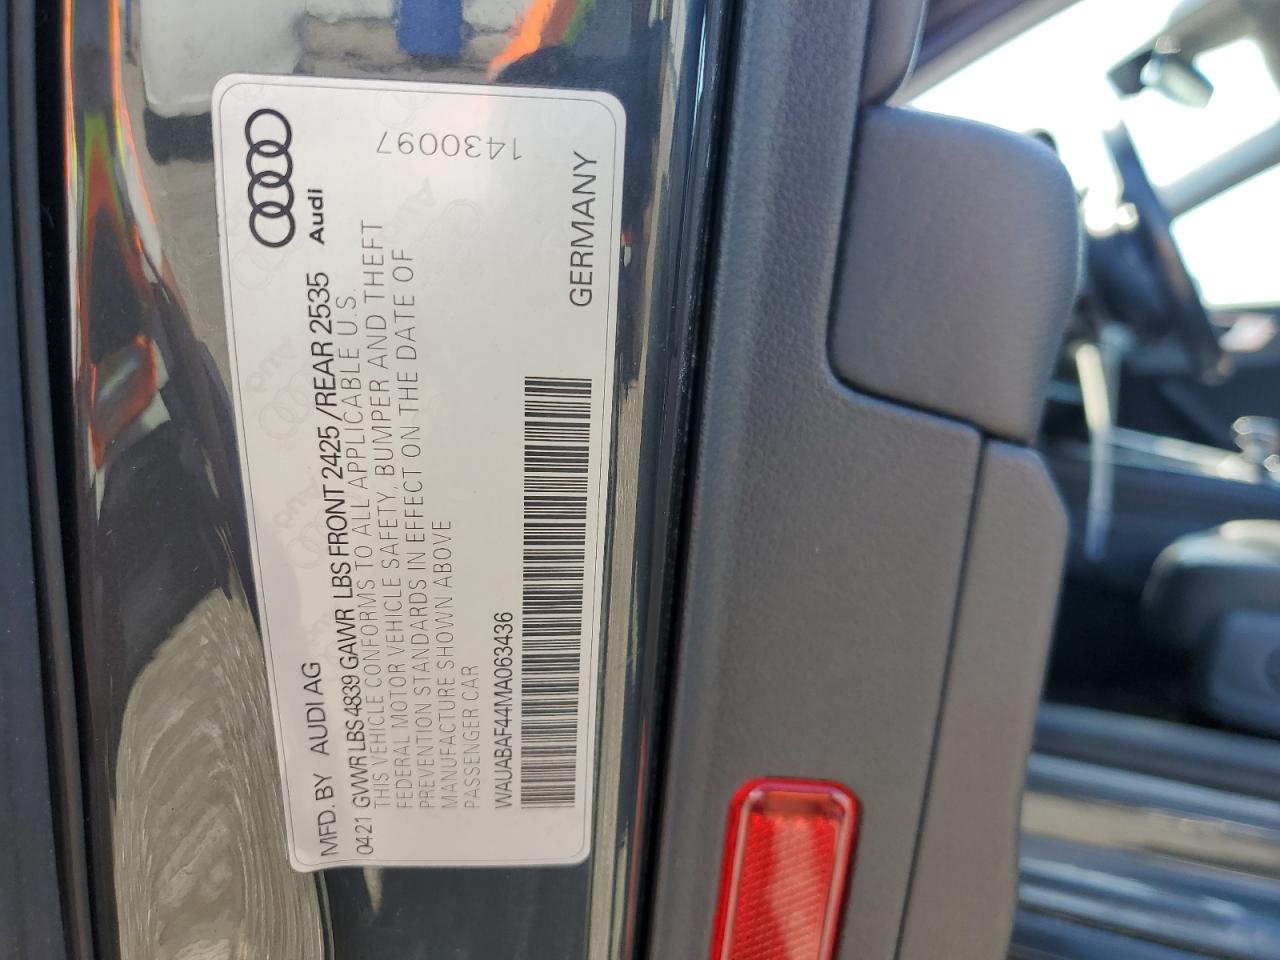 MFD. BY AUDI AG
Audi
0421 GVWR LBS 4839 GAWR LBS FRONT 2425 /REAR 2535
THIS VEHICLE CONFORMS TO ALL APPLICABLE U.S.
FEDERAL MOTOR VEHICLE SAFETY, BUMPER AND THEFT
PREVENTION STANDARDS IN EFFECT ON THE DATE OF
MANUFACTURE SHOWN ABOVE
PASSENGER CAR
WAUABAF44MA063436
GERMANY
1430097